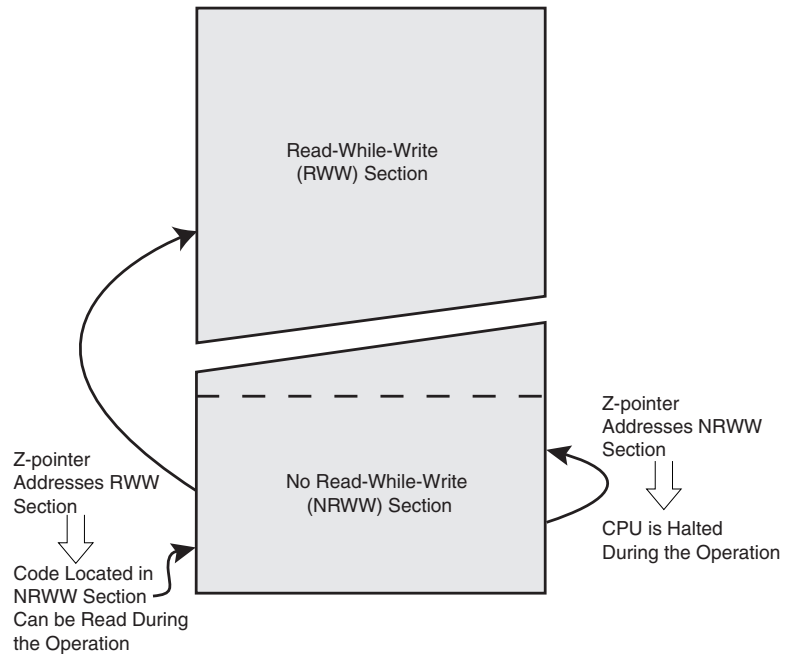 Read-While-Write
(RWW) Section
Z-pointer
Addresses NRWW
Section
Z-pointer
Addresses RWW
Section
No Read-While-Write
(NRWW) Section
CPU is Halted
During the Operation
Code Located in
NRWW Section
Can be Read During
the Operation